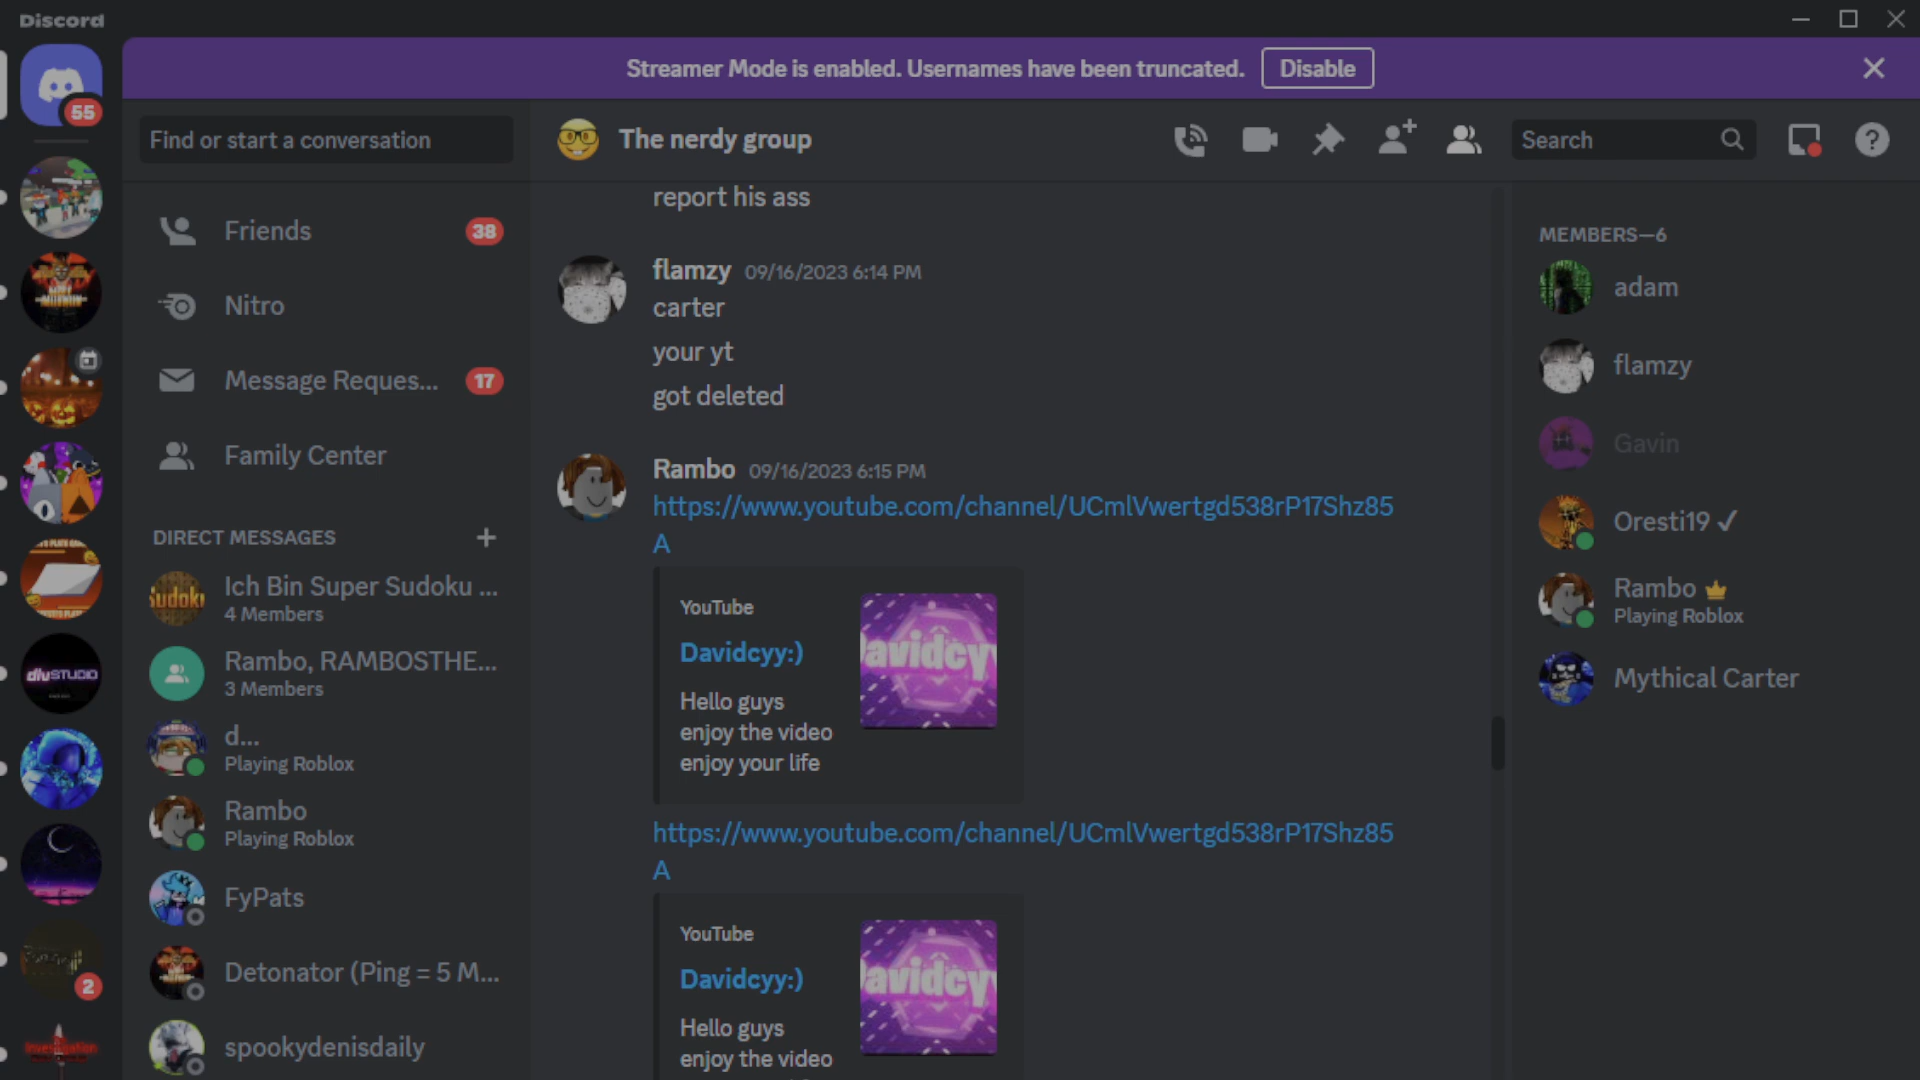 Discord
Streamer Mode is enabled. Usernames have been truncated.
Disable
55
Find or start a conversation
The nerdy group
Search
Friends
38
Nitro
Message Reques...
17
Family Center
DIRECT MESSAGES
Ich Bin Super Sudoku ...
4 Members
Rambo, RAMBOSTHE...
3 Members
d...
Playing Roblox
Rambo
Playing Roblox
FyPats
Detonator (Ping = 5 M...
spookydenisdaily
2
report his ass
flamzy 09/16/2023 6:14 PM
carter
your yt
got deleted
Rambo 09/16/2023 6:15 PM
https://www.youtube.com/channel/UCmlVwertgd538rP17Shz85
A
YouTube
Davidcyy:)
Hello guys
enjoy the video
enjoy your life
avidcy
https://www.youtube.com/channel/UCmlVwertgd538rP17Shz85
A
YouTube
Davidcyy:)
Hello guys
enjoy the video
avidcy
MEMBERS—6
adam
flamzy
Gavin
Oresti19 ✓
Rambo
Playing Roblox
Mythical Carter